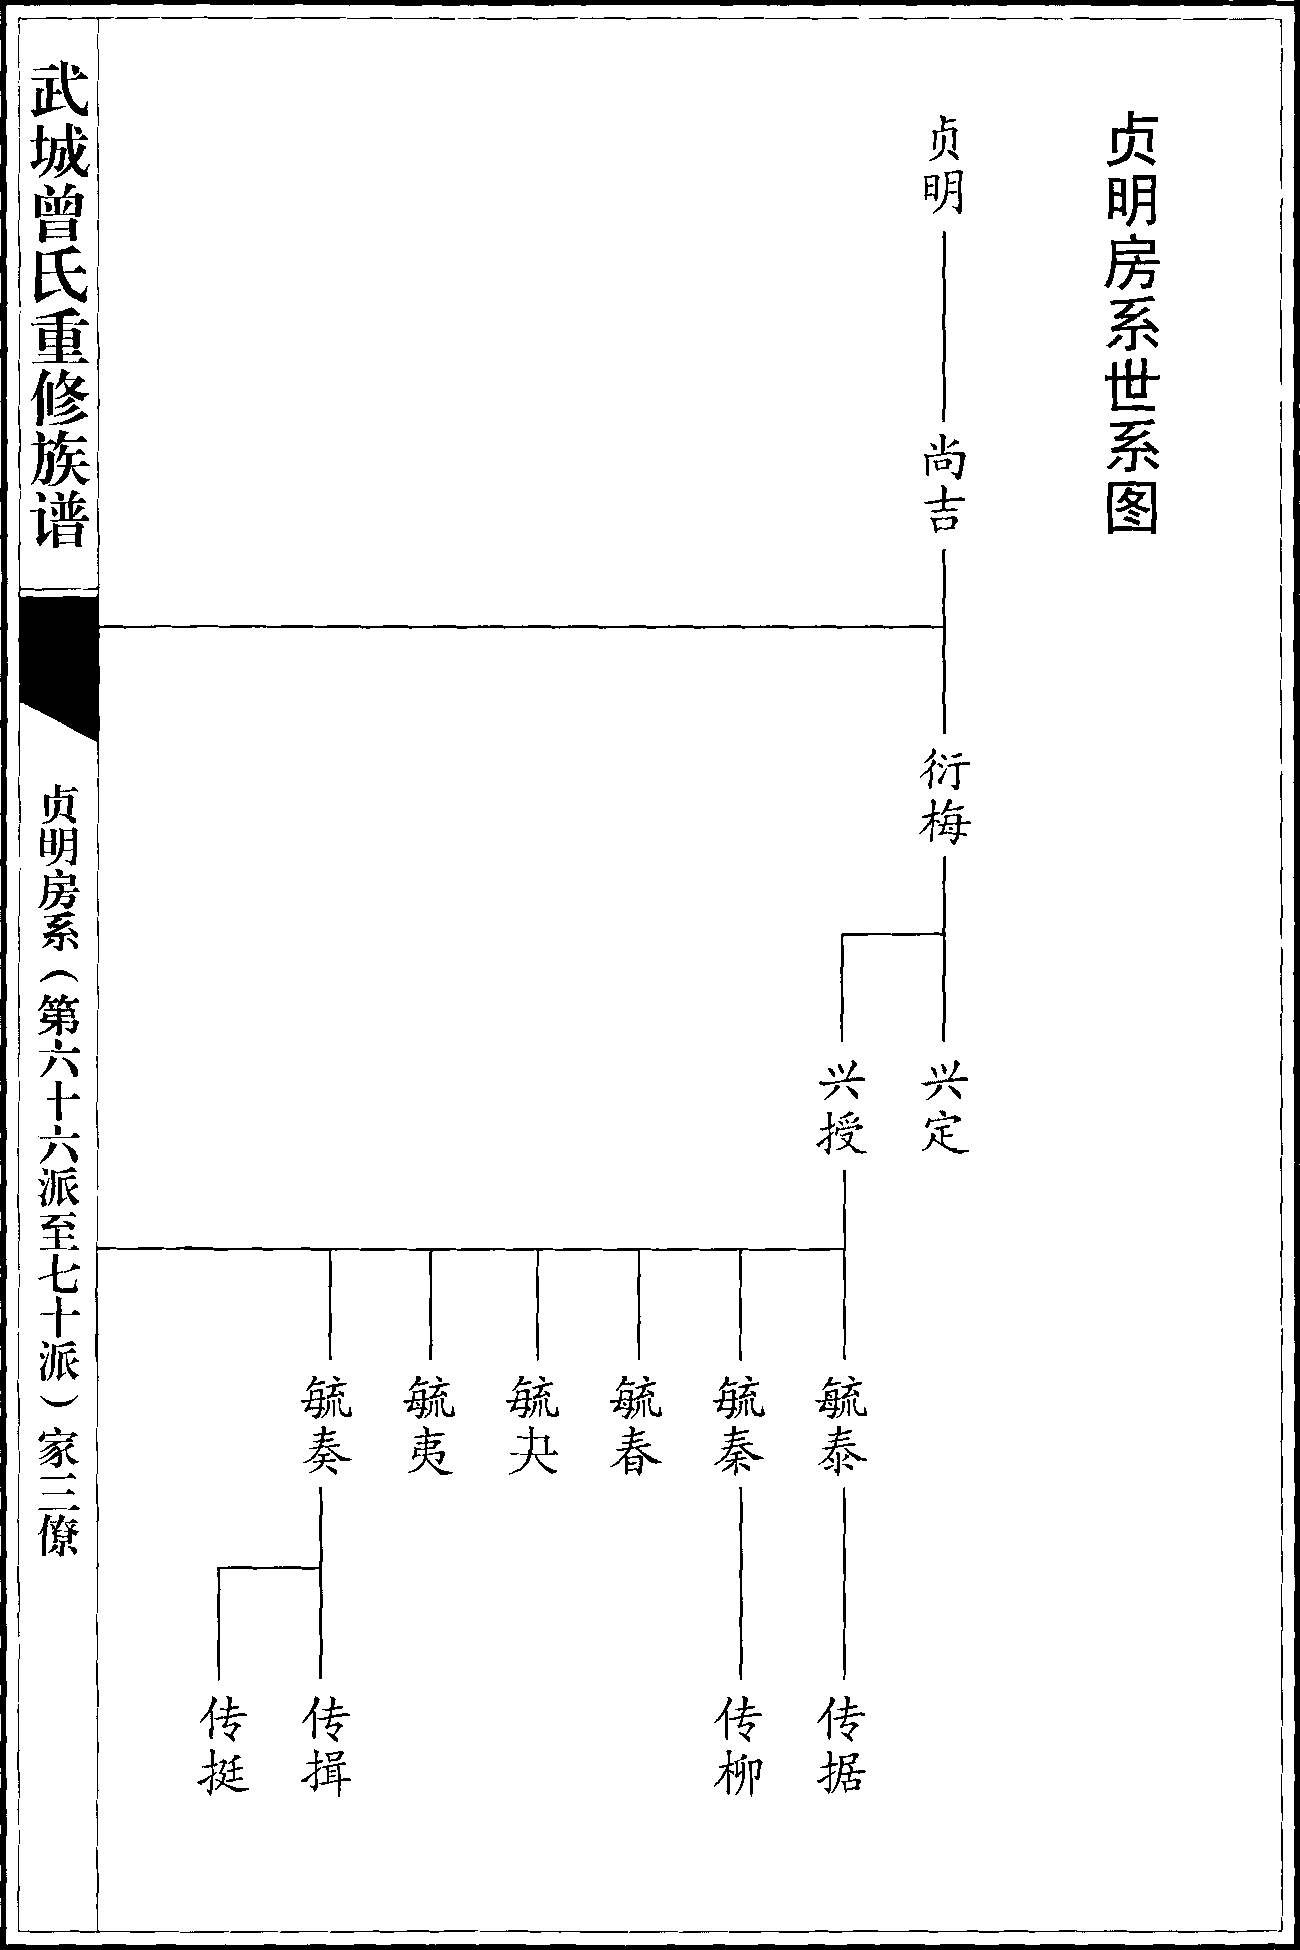 贞明房系世系图
贞明
尚吉
衍梅
兴定
兴授
毓泰
毓秦
毓春
毓夬
毓夷
毓奏
传据
传柳
传揖
传挺
武城曾氏重修族谱
贞明房系（第六十六派至七十派）家三僚